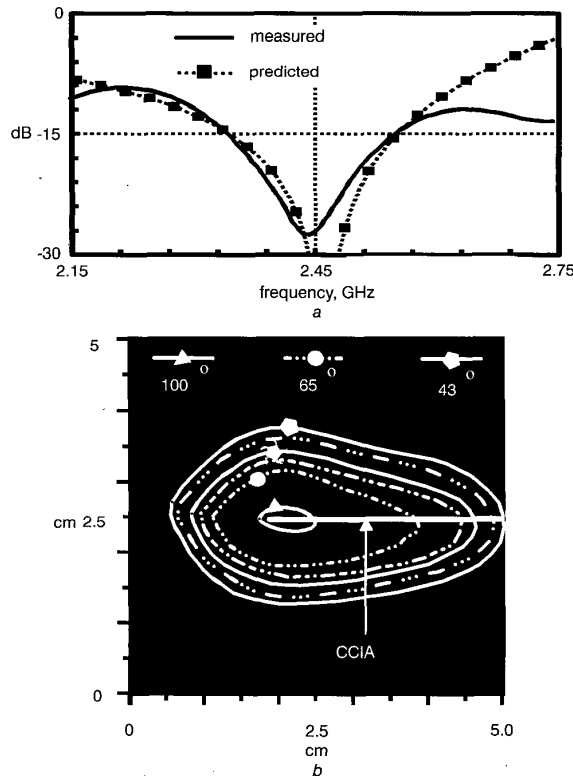 0
measured
predicted
dB -15
-30
2.15 2.45 2.75
frequency, GHz
a
5
100 o 65 o 43 o
cm 2.5
CCIA
0
0 2.5 5.0
cm
b